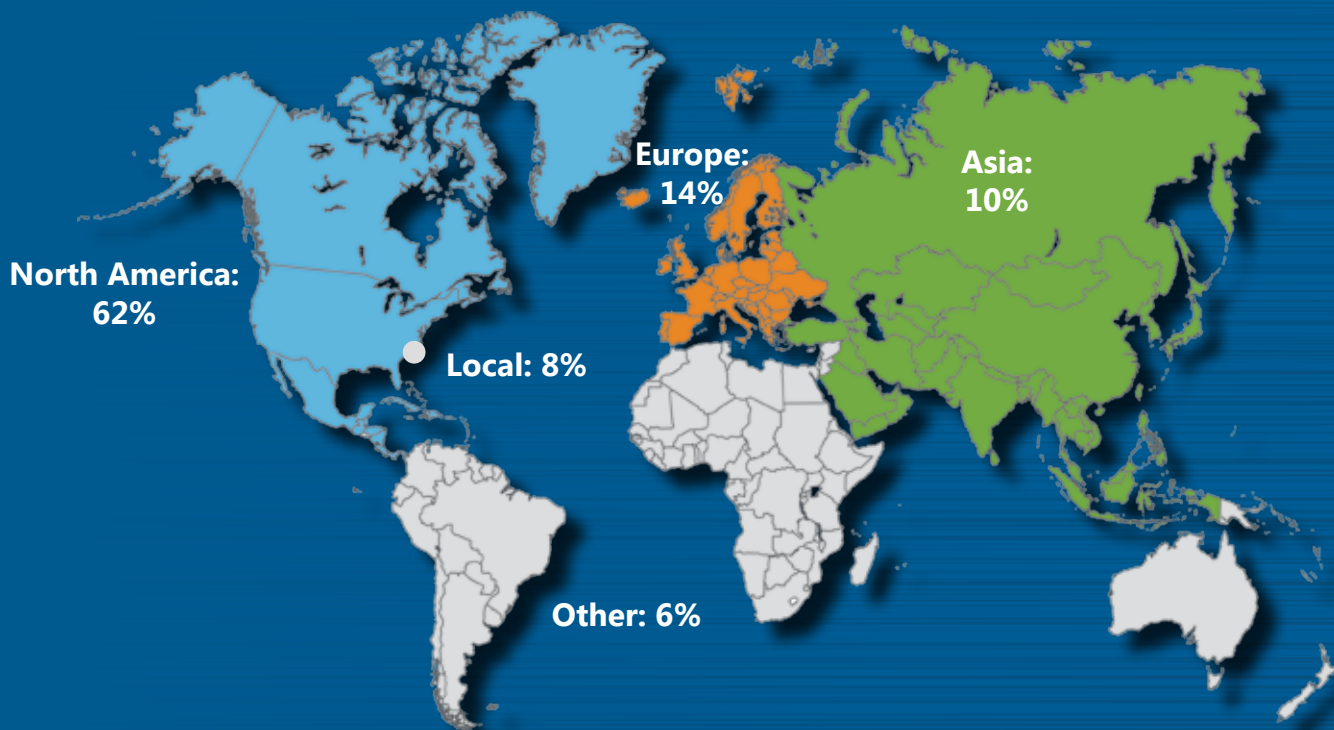 Europe:
14%
Asia:
10%
North America:
62%
Local: 8%
Other: 6%